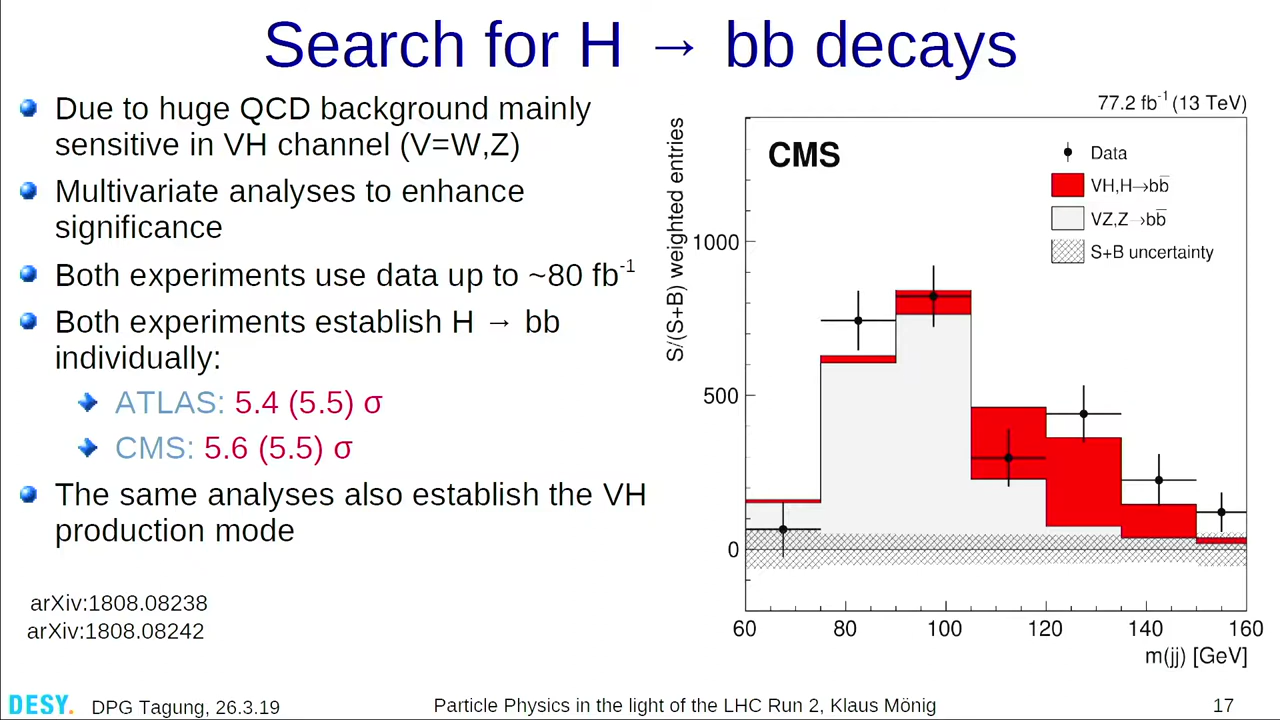 Search for H → bb decays
Due to huge QCD background mainly
sensitive in VH channel (V=W,Z)
Multivariate analyses to enhance
significance
Both experiments use data up to ~80 fb-1
Both experiments establish H → bb
individually:
ATLAS: 5.4 (5.5) σ
CMS: 5.6 (5.5) σ
The same analyses also establish the VH
production mode
arXiv:1808.08238
arXiv:1808.08242
77.2 fb-1 (13 TeV)
CMS
Data
VH,H→bb̅
VZ,Z→bb̅
S+B uncertainty
S/(S+B) weighted entries
1000
500
0
60 80 100 120 140 160
m(jj) [GeV]
DESY. DPG Tagung, 26.3.19 Particle Physics in the light of the LHC Run 2, Klaus Mönig 17